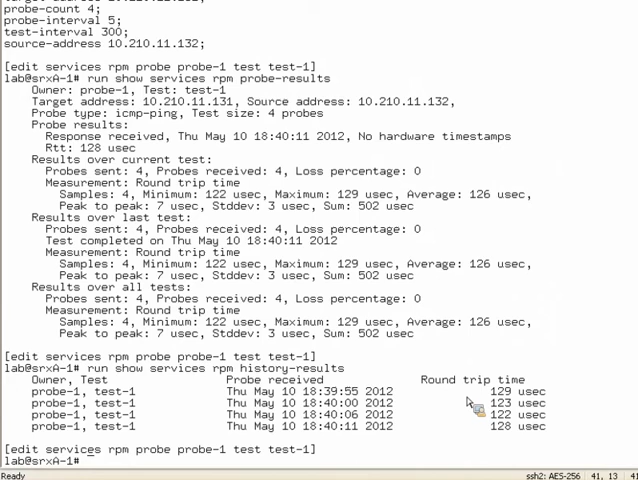 probe-count 4;
probe-interval 5;
test-interval 300;
source-address 10.210.11.132;
[edit services rpm probe probe-1 test test-1]
lab@srxA-1# run show services rpm probe-results
Owner: probe-1, Test: test-1
Target address: 10.210.11.131, Source address: 10.210.11.132,
Probe type: icmp-ping, Test size: 4 probes
Probe results:
Response received, Thu May 10 18:40:11 2012, No hardware timestamps
Rtt: 128 usec
Results over current test:
Probes sent: 4, Probes received: 4, Loss percentage: 0
Measurement: Round trip time
Samples: 4, Minimum: 122 usec, Maximum: 129 usec, Average: 126 usec,
Peak to peak: 7 usec, Stddev: 3 usec, Sum: 502 usec
Results over last test:
Probes sent: 4, Probes received: 4, Loss percentage: 0
Test completed on Thu May 10 18:40:11 2012
Measurement: Round trip time
Samples: 4, Minimum: 122 usec, Maximum: 129 usec, Average: 126 usec,
Peak to peak: 7 usec, Stddev: 3 usec, Sum: 502 usec
Results over all tests:
Probes sent: 4, Probes received: 4, Loss percentage: 0
Measurement: Round trip time
Samples: 4, Minimum: 122 usec, Maximum: 129 usec, Average: 126 usec,
Peak to peak: 7 usec, Stddev: 3 usec, Sum: 502 usec
[edit services rpm probe probe-1 test test-1]
lab@srxA-1# run show services rpm history-results
Owner, Test Probe received Round trip time
probe-1, test-1 Thu May 10 18:39:55 2012 129 usec
probe-1, test-1 Thu May 10 18:40:00 2012 123 usec
probe-1, test-1 Thu May 10 18:40:06 2012 122 usec
probe-1, test-1 Thu May 10 18:40:11 2012 128 usec
[edit services rpm probe probe-1 test test-1]
lab@srxA-1#
Ready ssh2: AES-256 41, 13 41